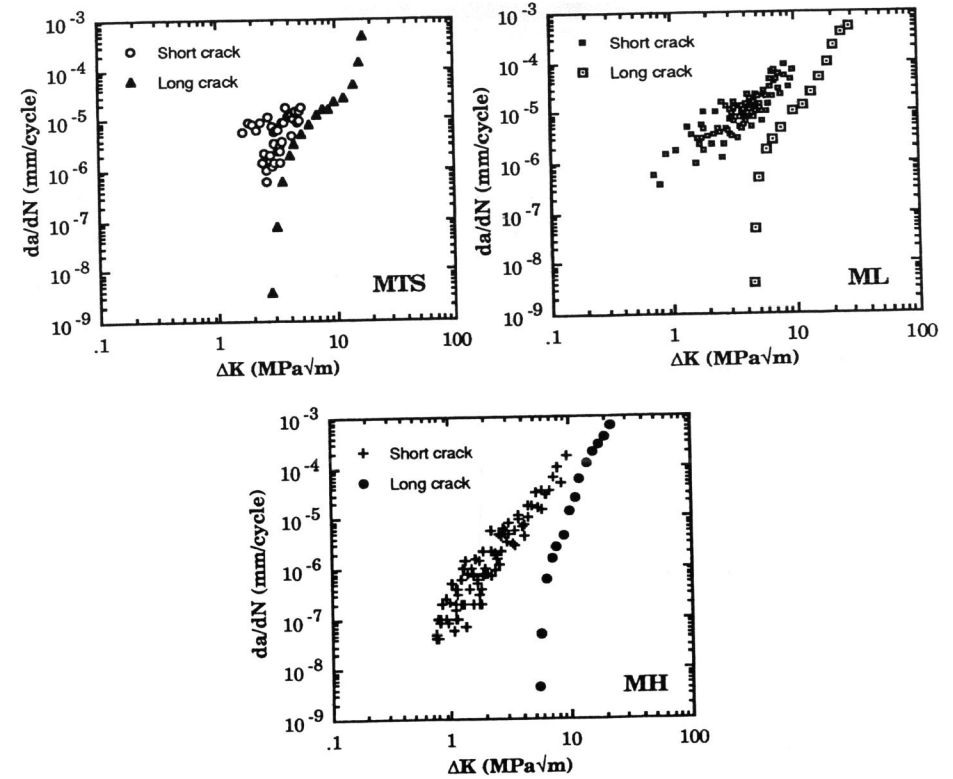 10⁻³
10⁻⁴
10⁻⁵
10⁻⁶
10⁻⁷
10⁻⁸
10⁻⁹
da/dN (mm/cycle)
Short crack
Long crack
MTS
.1
1
10
100
ΔK (MPa√m)
10⁻³
10⁻⁴
10⁻⁵
10⁻⁶
10⁻⁷
10⁻⁸
10⁻⁹
da/dN (mm/cycle)
Short crack
Long crack
ML
.1
1
10
100
ΔK (MPa√m)
10⁻³
10⁻⁴
10⁻⁵
10⁻⁶
10⁻⁷
10⁻⁸
10⁻⁹
da/dN (mm/cycle)
Short crack
Long crack
MH
.1
1
10
100
ΔK (MPa√m)